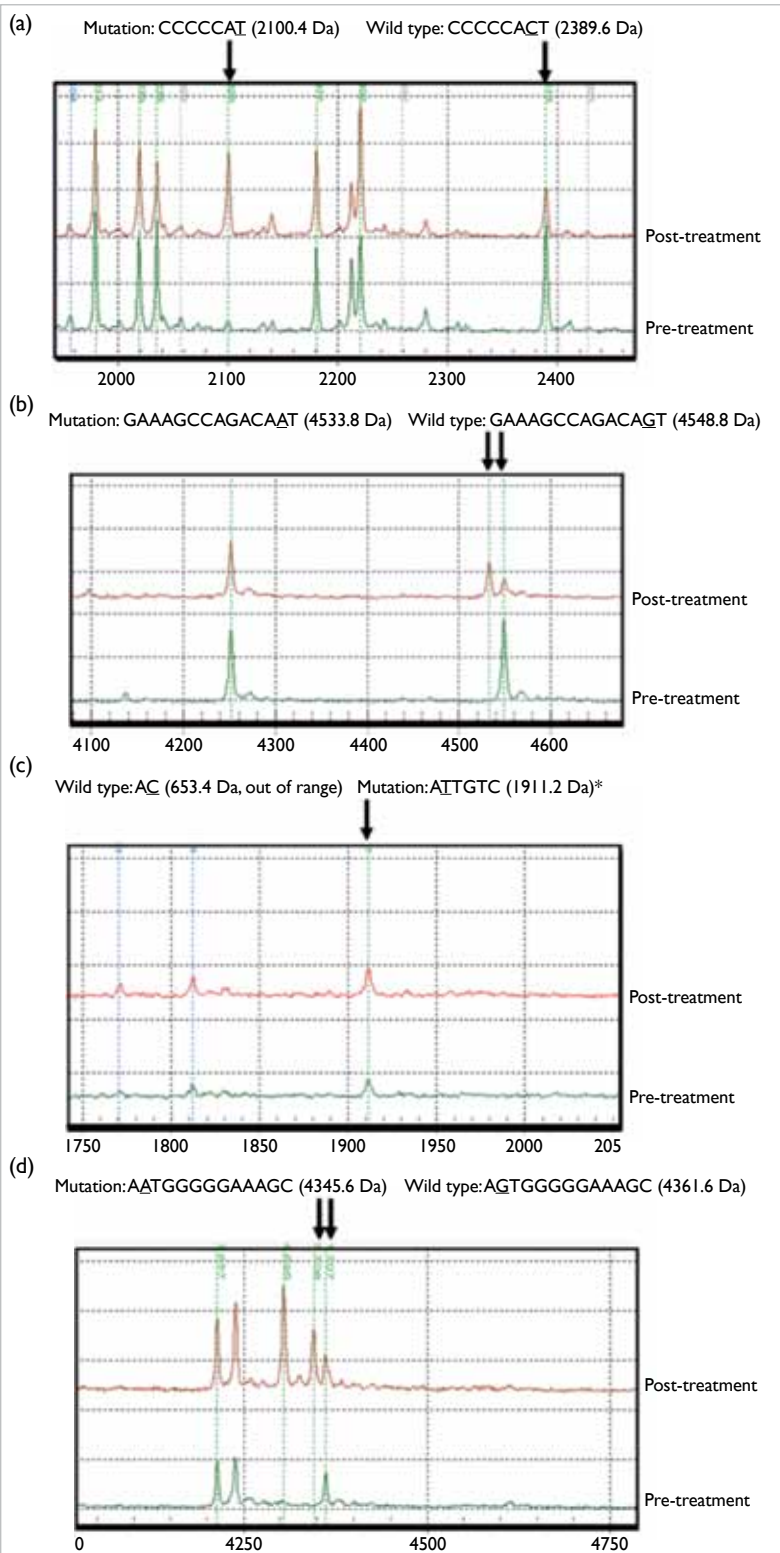 (a)
Mutation: CCCCCAT (2100.4 Da) Wild type: CCCCCACT (2389.6 Da)
Post-treatment
Pre-treatment
2000 2100 2200 2300 2400
(b)
Mutation: GAAAGCCAGACAAT (4533.8 Da) Wild type: GAAAGCCAGACAGT (4548.8 Da)
Post-treatment
Pre-treatment
4100 4200 4300 4400 4500 4600
(c)
Wild type: AC (653.4 Da, out of range) Mutation: ATTGTC (1911.2 Da)*
Post-treatment
Pre-treatment
1750 1800 1850 1900 1950 2000 205
(d)
Mutation: AATGGGGGAAAGC (4345.6 Da) Wild type: AGTGGGGGAAAGC (4361.6 Da)
Post-treatment
Pre-treatment
0 4250 4500 4750